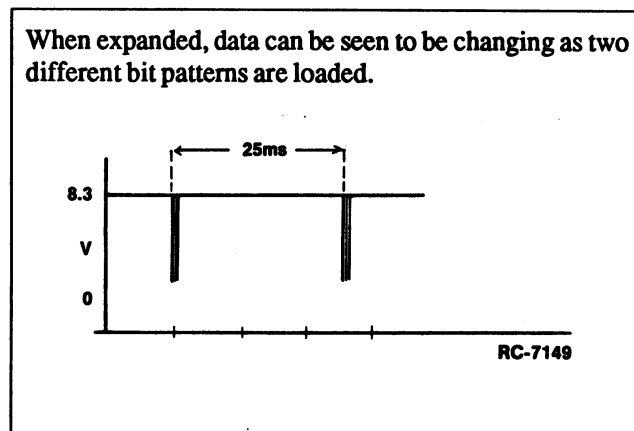 When expanded, data can be seen to be changing as two
different bit patterns are loaded.
25ms
8.3
V
0
RC-7149